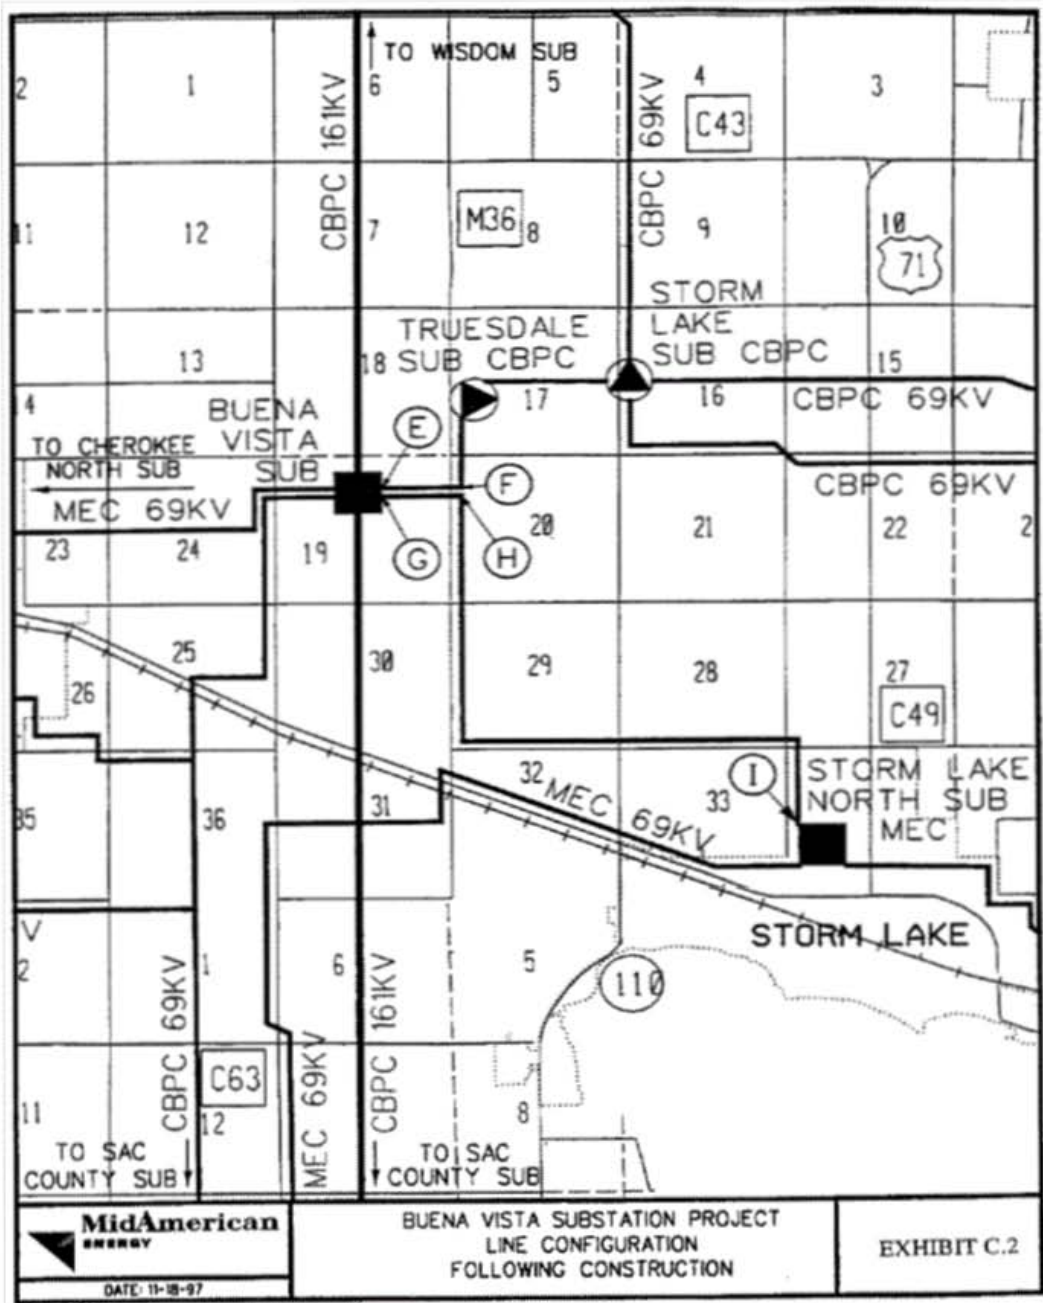 TO WISDOM SUB
2
1
CBPC 161KV
6
5
CBPC 69KV
4
C43
3
11
12
7
M36
8
9
10
71
13
18
TRUESDALE
SUB CBPC
STORM
LAKE
SUB CBPC
15
14
BUENA
VISTA
SUB
E
17
16
CBPC 69KV
TO CHEROKEE
NORTH SUB
MEC 69KV
F
CBPC 69KV
23
24
19
G
H
20
21
22
2
25
26
30
29
28
27
C49
35
36
31
32
MEC 69KV
33
I
STORM LAKE
NORTH SUB
MEC
V
2
CBPC 69KV
1
6
CBPC 161KV
5
110
STORM LAKE
11
C63
12
MEC 69KV
8
TO SAC
COUNTY SUB
TO SAC
COUNTY SUB
MidAmerican
ENERGY
DATE: 11-18-97
BUENA VISTA SUBSTATION PROJECT
LINE CONFIGURATION
FOLLOWING CONSTRUCTION
EXHIBIT C.2